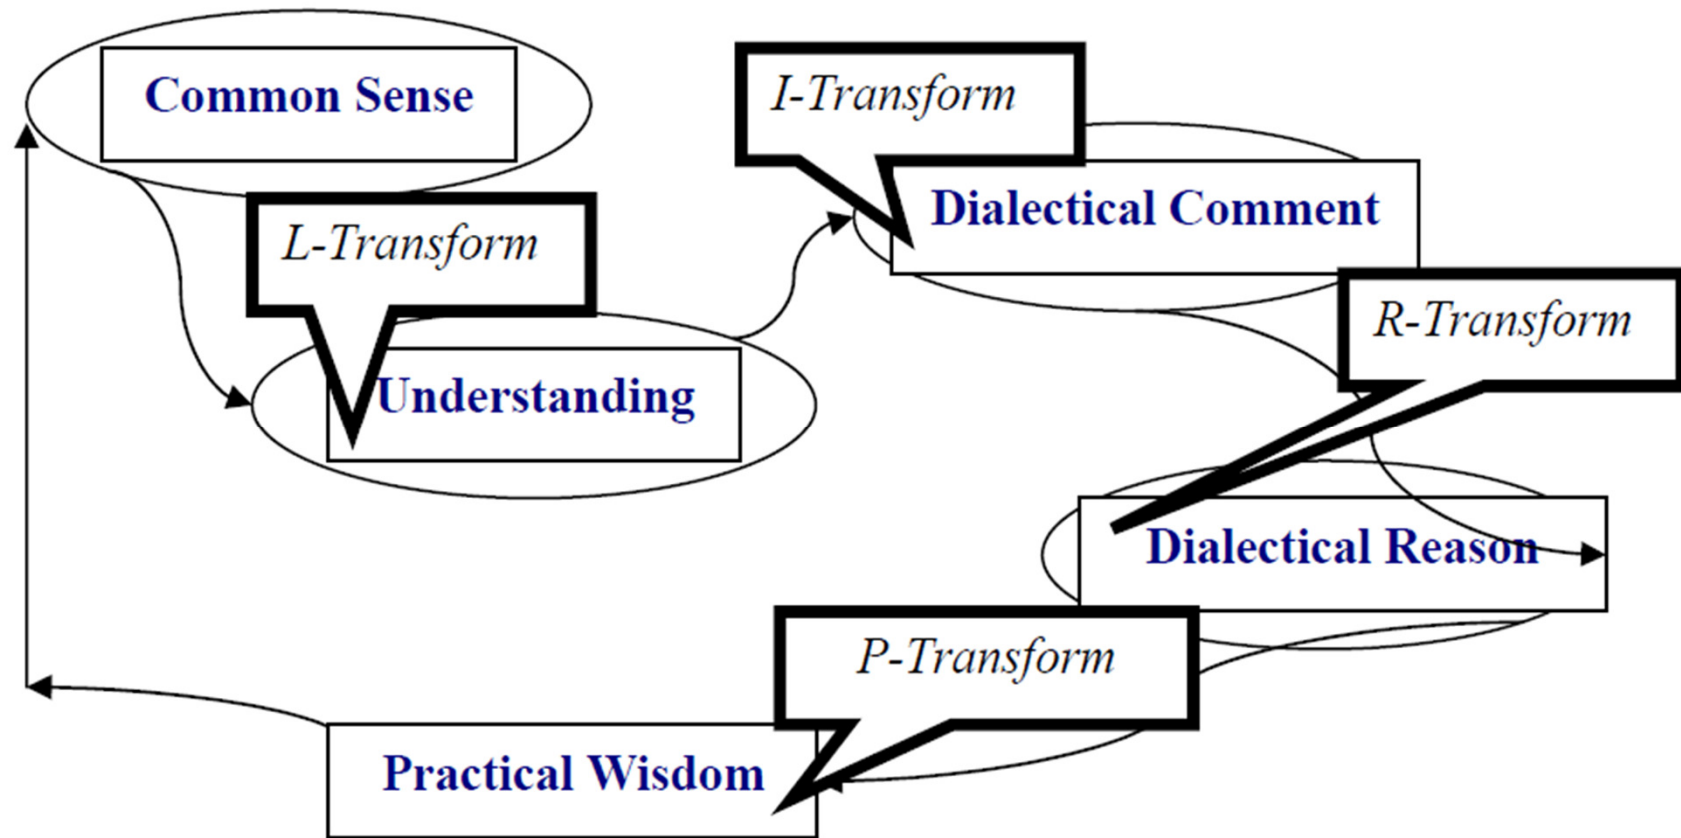 Common Sense
I-Transform
Dialectical Comment
L-Transform
R-Transform
Understanding
Dialectical Reason
P-Transform
Practical Wisdom